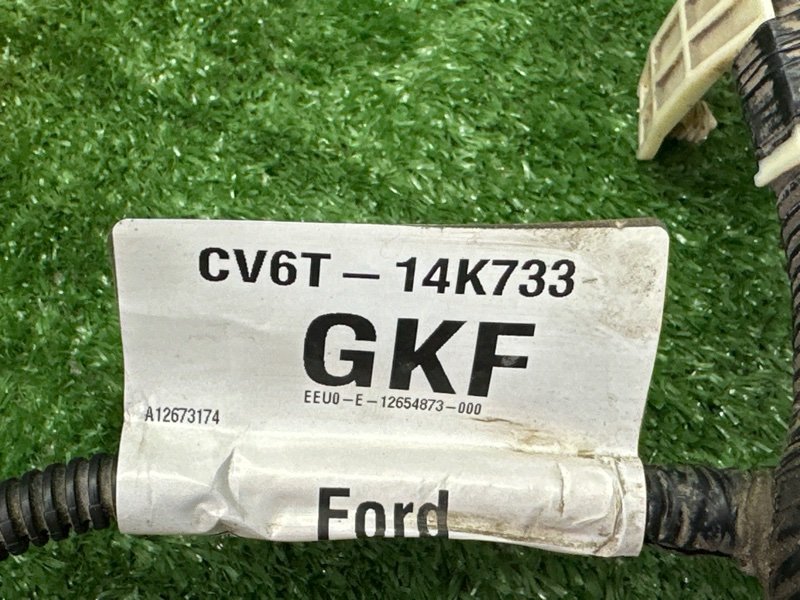 CV6T – 14K733
GKF
EEU0–E–12654873–000
A12673174
Ford